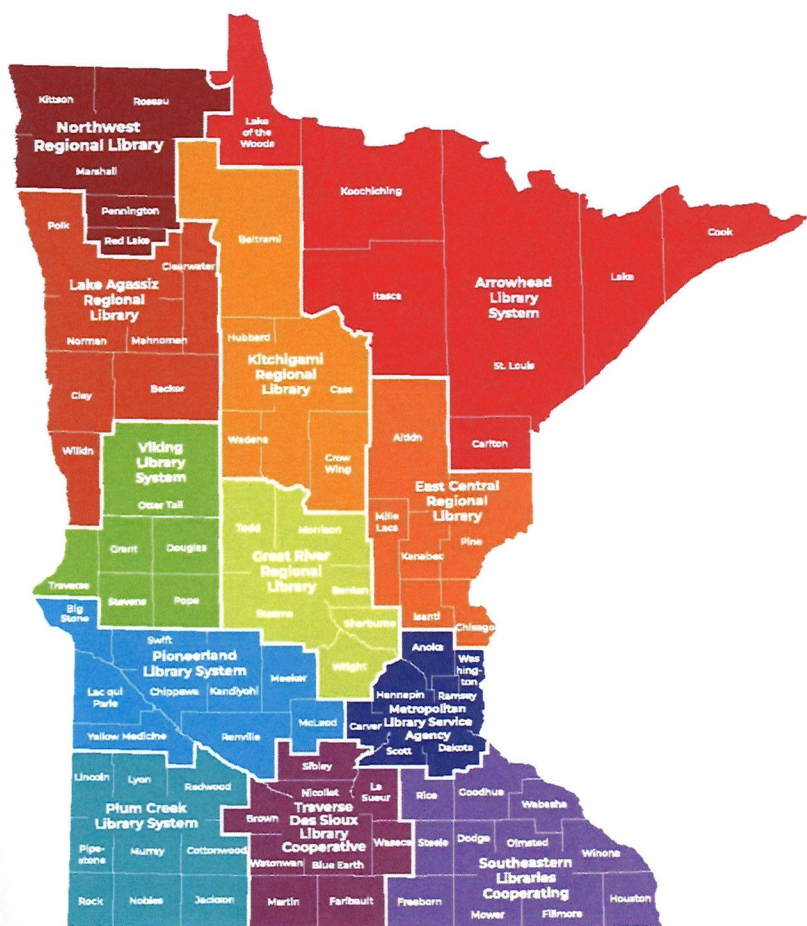 Kittson
Roseau
Northwest
Regional Library
Marshall
Pennington
Red Lake
Lake
of the
Woods
Koochiching
Itasca
Arrowhead
Library
System
St. Louis
Lake
Cook
Carlton
Polk
Clearwater
Lake Agassiz
Regional
Library
Norman
Mahnomen
Clay
Becker
Wilkin
Beltrami
Hubbard
Kitchigami
Regional
Library
Cass
Wadena
Crow
Wing
Viking
Library
System
Otter Tail
Grant
Douglas
Traverse
Stevens
Pope
Aitkin
East Central
Regional
Library
Mille
Lacs
Kanabec
Pine
Isanti
Chisago
Todd
Morrison
Great River
Regional
Library
Benton
Stearns
Sherburne
Wright
Big
Stone
Swift
Pioneerland
Library System
Lac qui
Parle
Chippewa
Kandiyohi
Meeker
McLeod
Yellow Medicine
Renville
Anoka
Was
hing-
ton
Hennepin
Ramsey
Metropolitan
Library Service
Agency
Carver
Scott
Dakota
Lincoln
Lyon
Redwood
Plum Creek
Library System
Pipe-
stone
Murray
Cottonwood
Rock
Nobles
Jackson
Sibley
Nicollet
La
Sueur
Brown
Traverse
Des Sioux
Library
Cooperative
Waseca
Watonwan
Blue Earth
Martin
Faribault
Rice
Goodhue
Wabasha
Steele
Dodge
Olmsted
Winona
Southeastern
Libraries
Cooperating
Freeborn
Mower
Fillmore
Houston